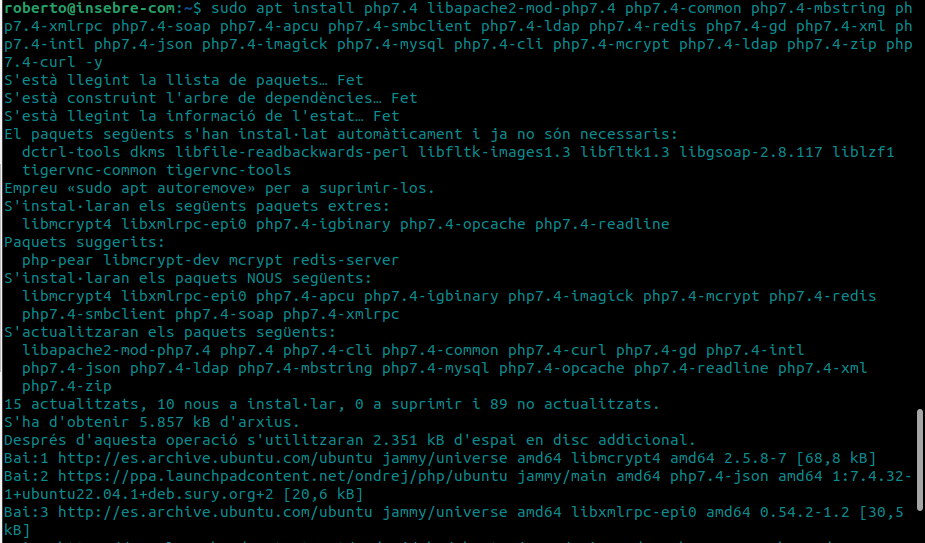 roberto@insebre-com:~$ sudo apt install php7.4 libapache2-mod-php7.4 php7.4-common php7.4-mbstring ph
p7.4-xmlrpc php7.4-soap php7.4-apcu php7.4-smbclient php7.4-ldap php7.4-redis php7.4-gd php7.4-xml ph
p7.4-intl php7.4-json php7.4-imagick php7.4-mysql php7.4-cli php7.4-mcrypt php7.4-ldap php7.4-zip php
7.4-curl -y
S'està llegint la llista de paquets… Fet
S'està construint l'arbre de dependències… Fet
S'està llegint la informació de l'estat… Fet
El paquets següents s'han instal·lat automàticament i ja no són necessaris:
  dctrl-tools dkms libfile-readbackwards-perl libfltk-images1.3 libfltk1.3 libgsoap-2.8.117 liblzf1
  tigervnc-common tigervnc-tools
Empreu «sudo apt autoremove» per a suprimir-los.
S'instal·laran els següents paquets extres:
  libmcrypt4 libxmlrpc-epi0 php7.4-igbinary php7.4-opcache php7.4-readline
Paquets suggerits:
  php-pear libmcrypt-dev mcrypt redis-server
S'instal·laran els paquets NOUS següents:
  libmcrypt4 libxmlrpc-epi0 php7.4-apcu php7.4-igbinary php7.4-imagick php7.4-mcrypt php7.4-redis
  php7.4-smbclient php7.4-soap php7.4-xmlrpc
S'actualitzaran els paquets següents:
  libapache2-mod-php7.4 php7.4 php7.4-cli php7.4-common php7.4-curl php7.4-gd php7.4-intl
  php7.4-json php7.4-ldap php7.4-mbstring php7.4-mysql php7.4-opcache php7.4-readline php7.4-xml
  php7.4-zip
15 actualitzats, 10 nous a instal·lar, 0 a suprimir i 89 no actualitzats.
S'ha d'obtenir 5.857 kB d'arxius.
Després d'aquesta operació s'utilitzaran 2.351 kB d'espai en disc addicional.
Bai:1 http://es.archive.ubuntu.com/ubuntu jammy/universe amd64 libmcrypt4 amd64 2.5.8-7 [68,8 kB]
Bai:2 https://ppa.launchpadcontent.net/ondrej/php/ubuntu jammy/main amd64 php7.4-json amd64 1:7.4.32-
1+ubuntu22.04.1+deb.sury.org+2 [20,6 kB]
Bai:3 http://es.archive.ubuntu.com/ubuntu jammy/universe amd64 libxmlrpc-epi0 amd64 0.54.2-1.2 [30,5
kB]